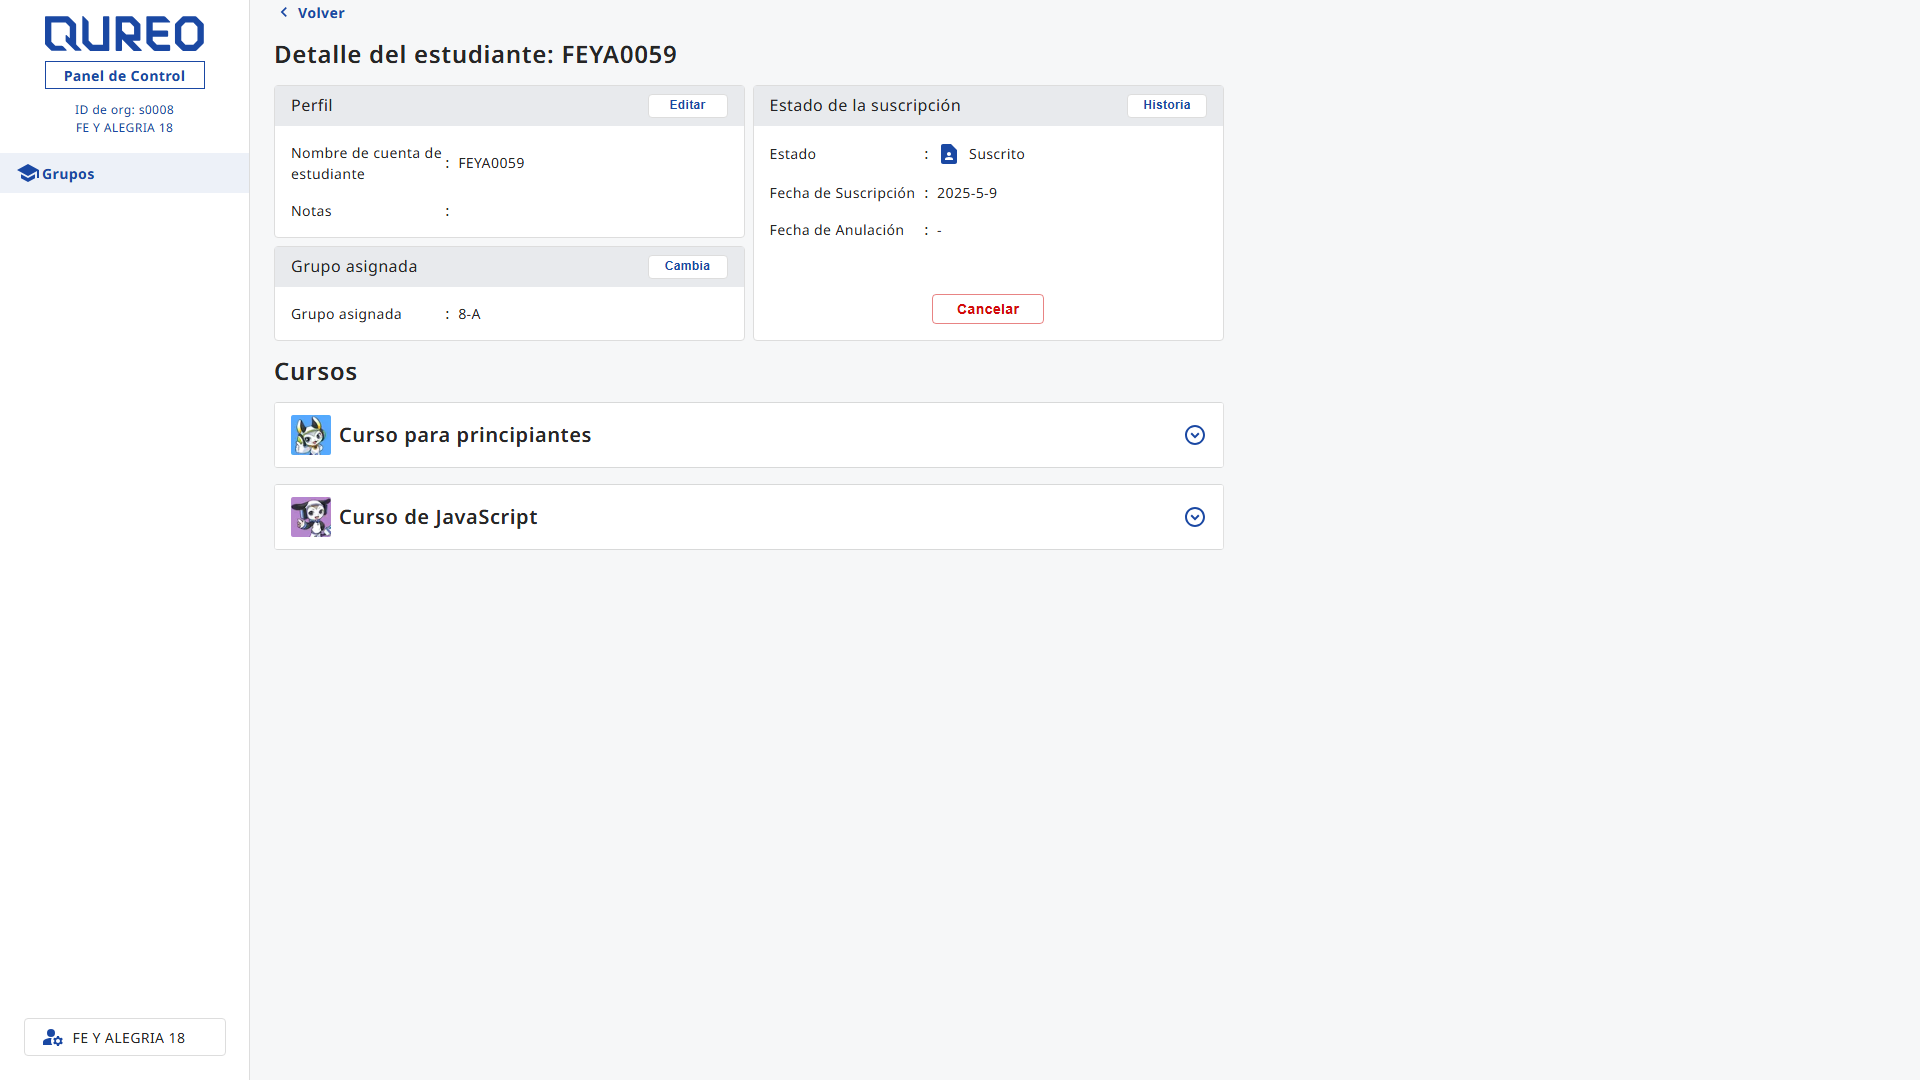 QUREO
Panel de Control
ID de org: s0008
FE Y ALEGRIA 18
Grupos
FE Y ALEGRIA 18
Volver
Detalle del estudiante: FEYA0059
Perfil
Editar
Nombre de cuenta de
estudiante
: FEYA0059
Notas :
Grupo asignada
Cambia
Grupo asignada : 8-A
Estado de la suscripción
Historia
Estado : Suscrito
Fecha de Suscripción : 2025-5-9
Fecha de Anulación : -
Cancelar
Cursos
Curso para principiantes
Curso de JavaScript